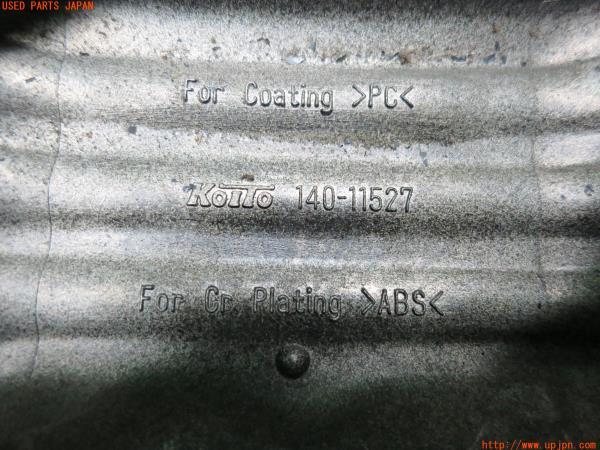 USED PARTS JAPAN
For Coating >PC<
KOITO 140-11527
For Cr. Plating >ABS<
http://www.upjpn.com